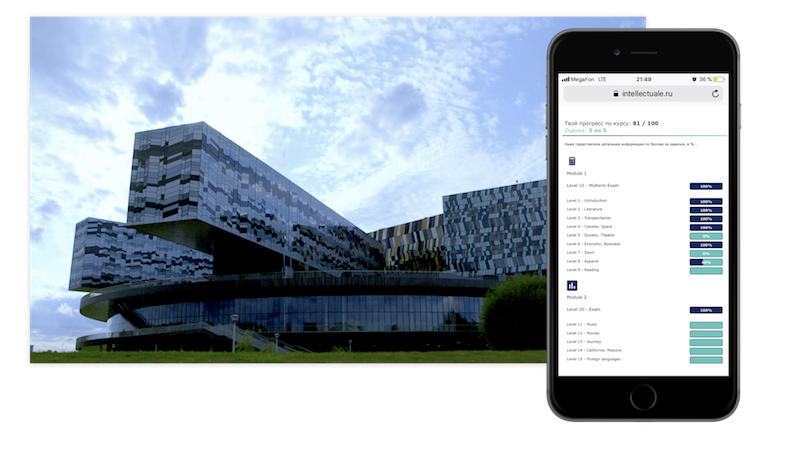 MegaFon LTE 21:49 36 %
intellectuale.ru
Твой прогресс по курсу: 81 / 100
Оценка: 5 из 5
Ниже представлена детальная информация по баллам за задания, в % :
Module 1
Level 10 - Midterm Exam 100%
Level 1 - Introduction 100%
Level 2 - Literature 100%
Level 3 - Transportation 100%
Level 4 - Canada; Space 100%
Level 5 - Society; Theater 0%
Level 6 - Economy; Business 100%
Level 7 - Sport 0%
Level 8 - Apparel
Level 9 - Reading
Module 2
Level 20 - Exam 100%
Level 11 - Music
Level 12 - Movies
Level 13 - Journey
Level 14 - California; Moscow
Level 15 - Foreign languages